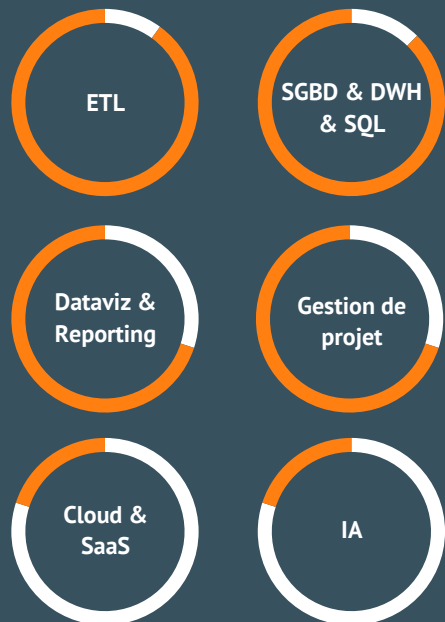 ETL
SGBD & DWH
& SQL
Dataviz &
Reporting
Gestion de
projet
Cloud &
SaaS
IA